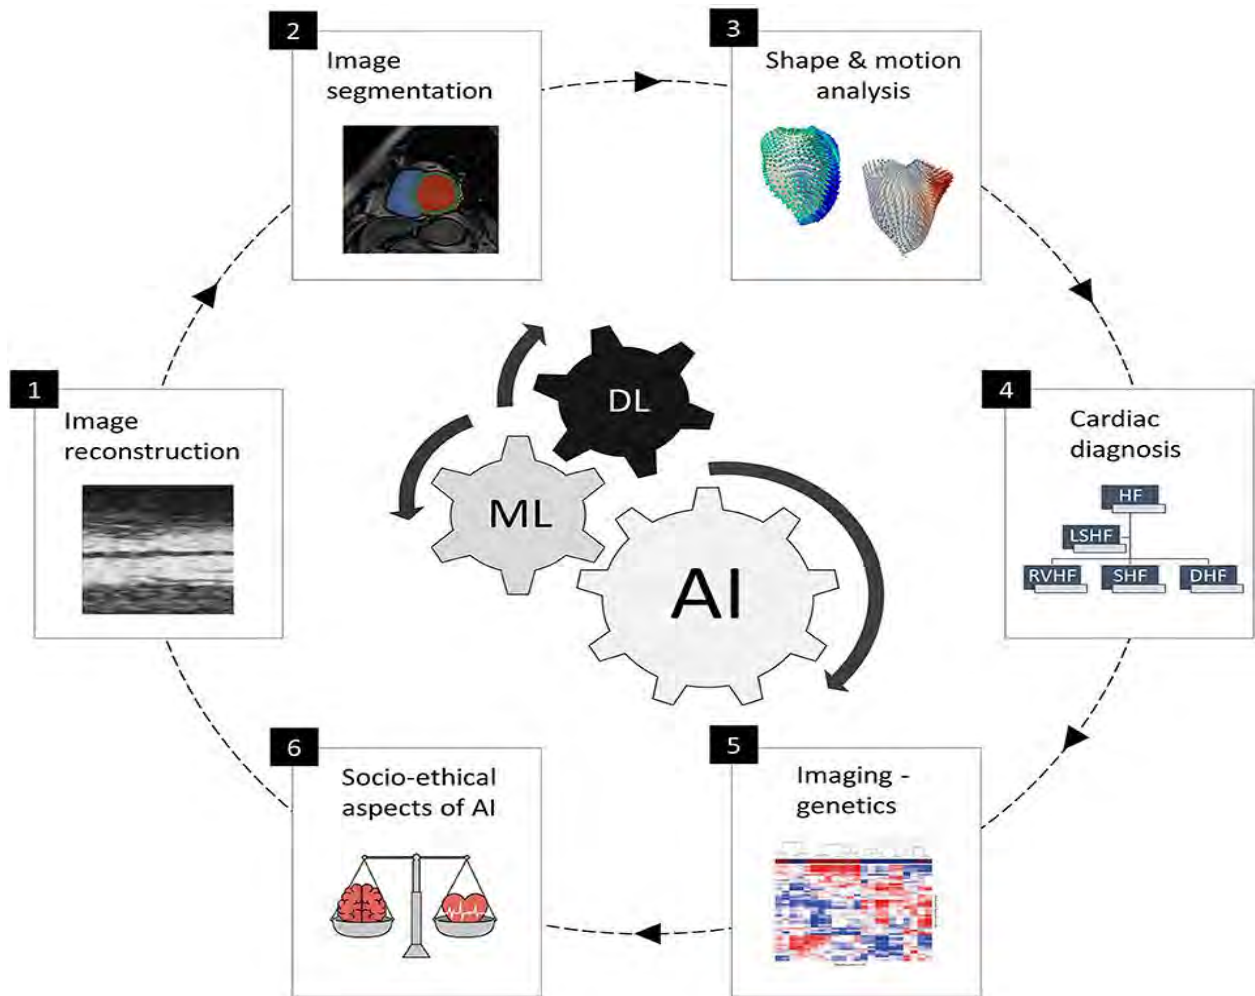 1
Image
reconstruction
2
Image
segmentation
3
Shape & motion
analysis
4
Cardiac
diagnosis
HF
LSHF
RVHF
SHF
DHF
5
Imaging -
genetics
6
Socio-ethical
aspects of AI
DL
ML
AI